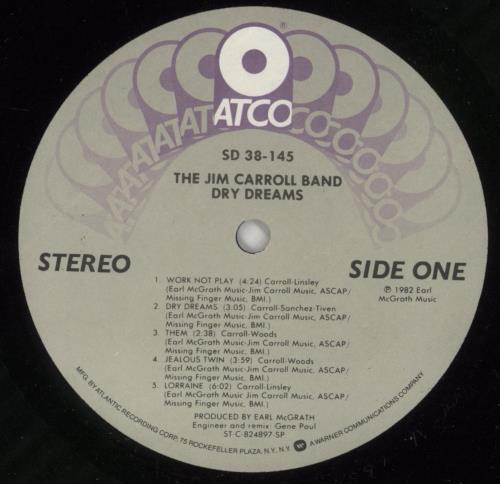 ATCO®
SD 38-145
THE JIM CARROLL BAND
DRY DREAMS
STEREO
SIDE ONE
℗ 1982 Earl
McGrath Music
1. WORK NOT PLAY (4:24) Carroll-Linsley
(Earl McGrath Music-Jim Carroll Music, ASCAP/
Missing Finger Music, BMI.)
2. DRY DREAMS (3:05) Carroll-Sanchez-Tiven
(Earl McGrath Music-Jim Carroll Music, ASCAP/
Missing Finger Music, BMI.)
3. THEM (2:38) Carroll-Woods
(Earl McGrath Music-Jim Carroll Music, ASCAP/
Missing Finger Music, BMI.)
4. JEALOUS TWIN (3:59) Carroll-Woods
(Earl McGrath Music-Jim Carroll Music, ASCAP/
Missing Finger Music, BMI.)
5. LORRAINE (6:02) Carroll-Linsley
(Earl McGrath Music-Jim Carroll Music, ASCAP/
Missing Finger Music, BMI.)
PRODUCED BY EARL McGRATH
Engineer and remix: Gene Paul
ST-C-824897-SP
MFG. BY ATLANTIC RECORDING CORP., 75 ROCKEFELLER PLAZA, N.Y., N.Y. A WARNER COMMUNICATIONS COMPANY